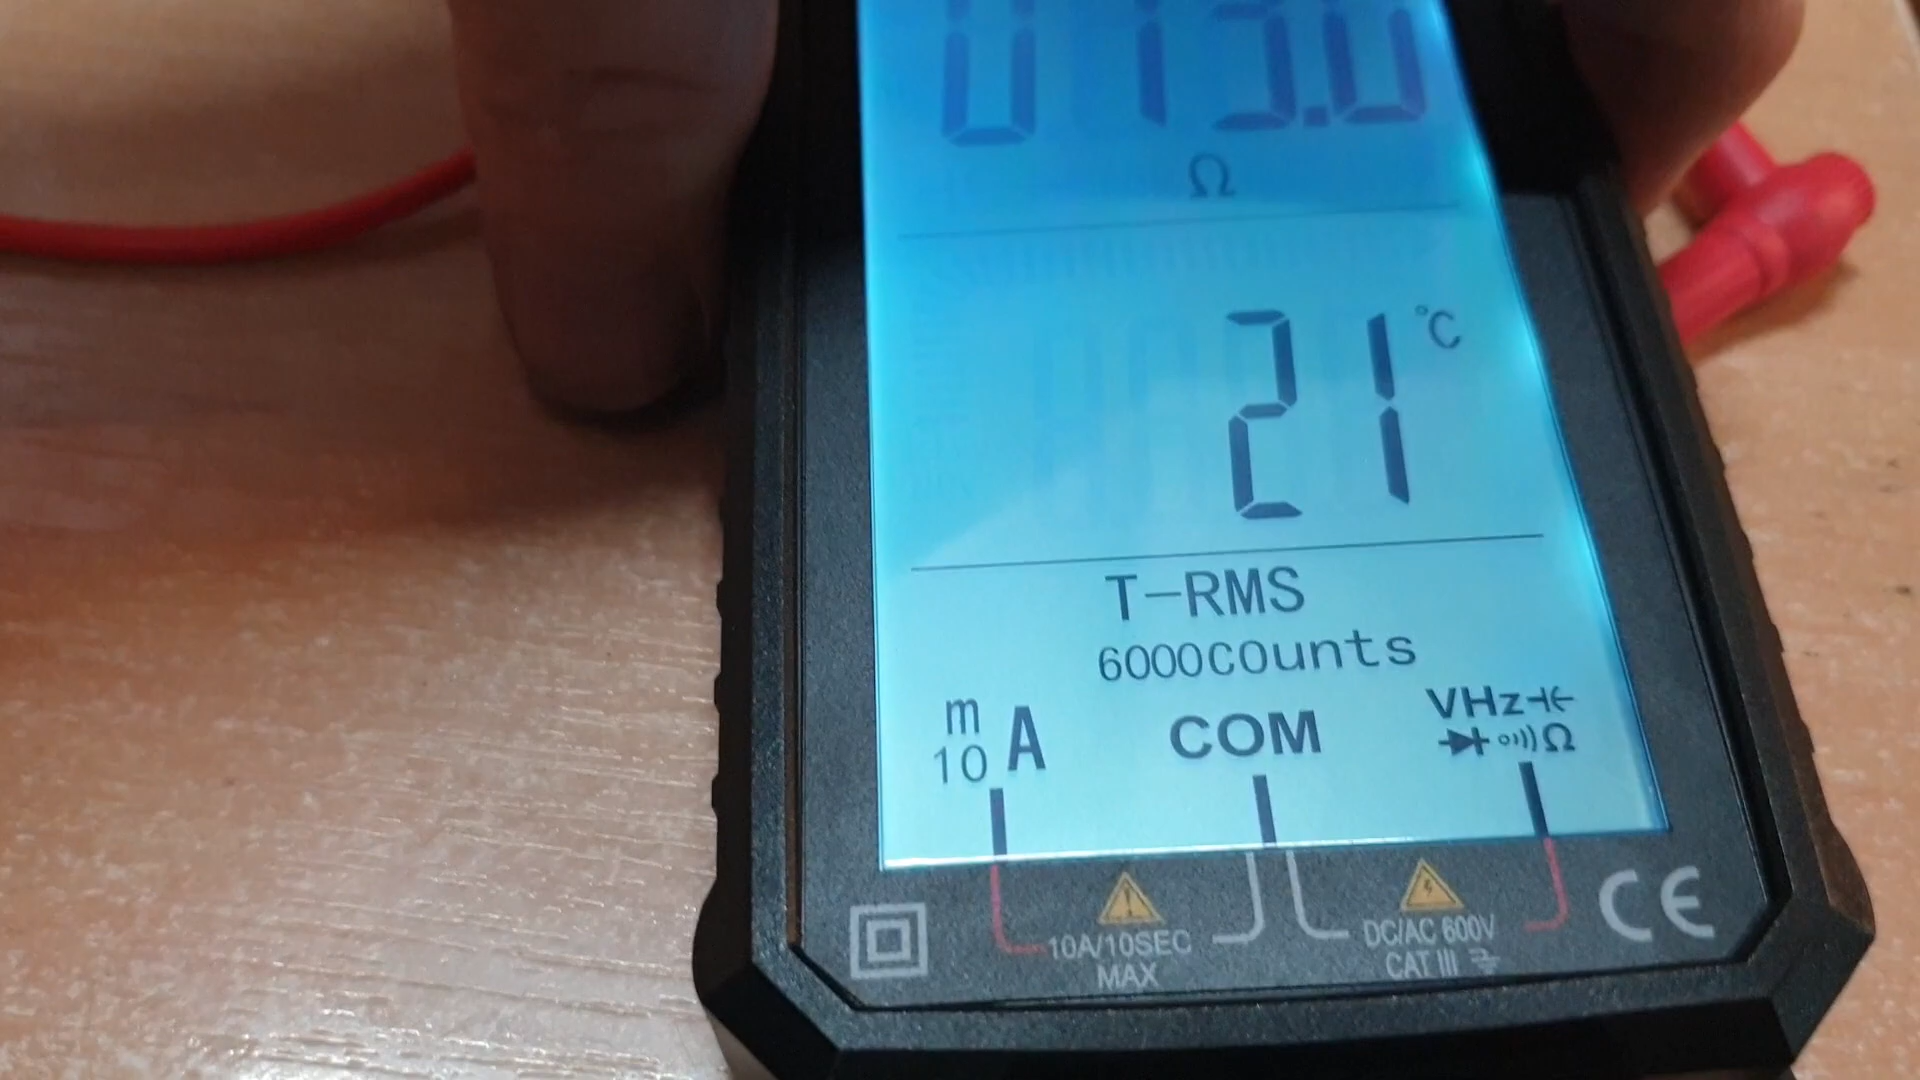 Ω
21 °C
T-RMS
6000counts
m
10 A
COM
VHz
Ω
10A/10SEC
MAX
DC/AC 600V
CAT III
CE